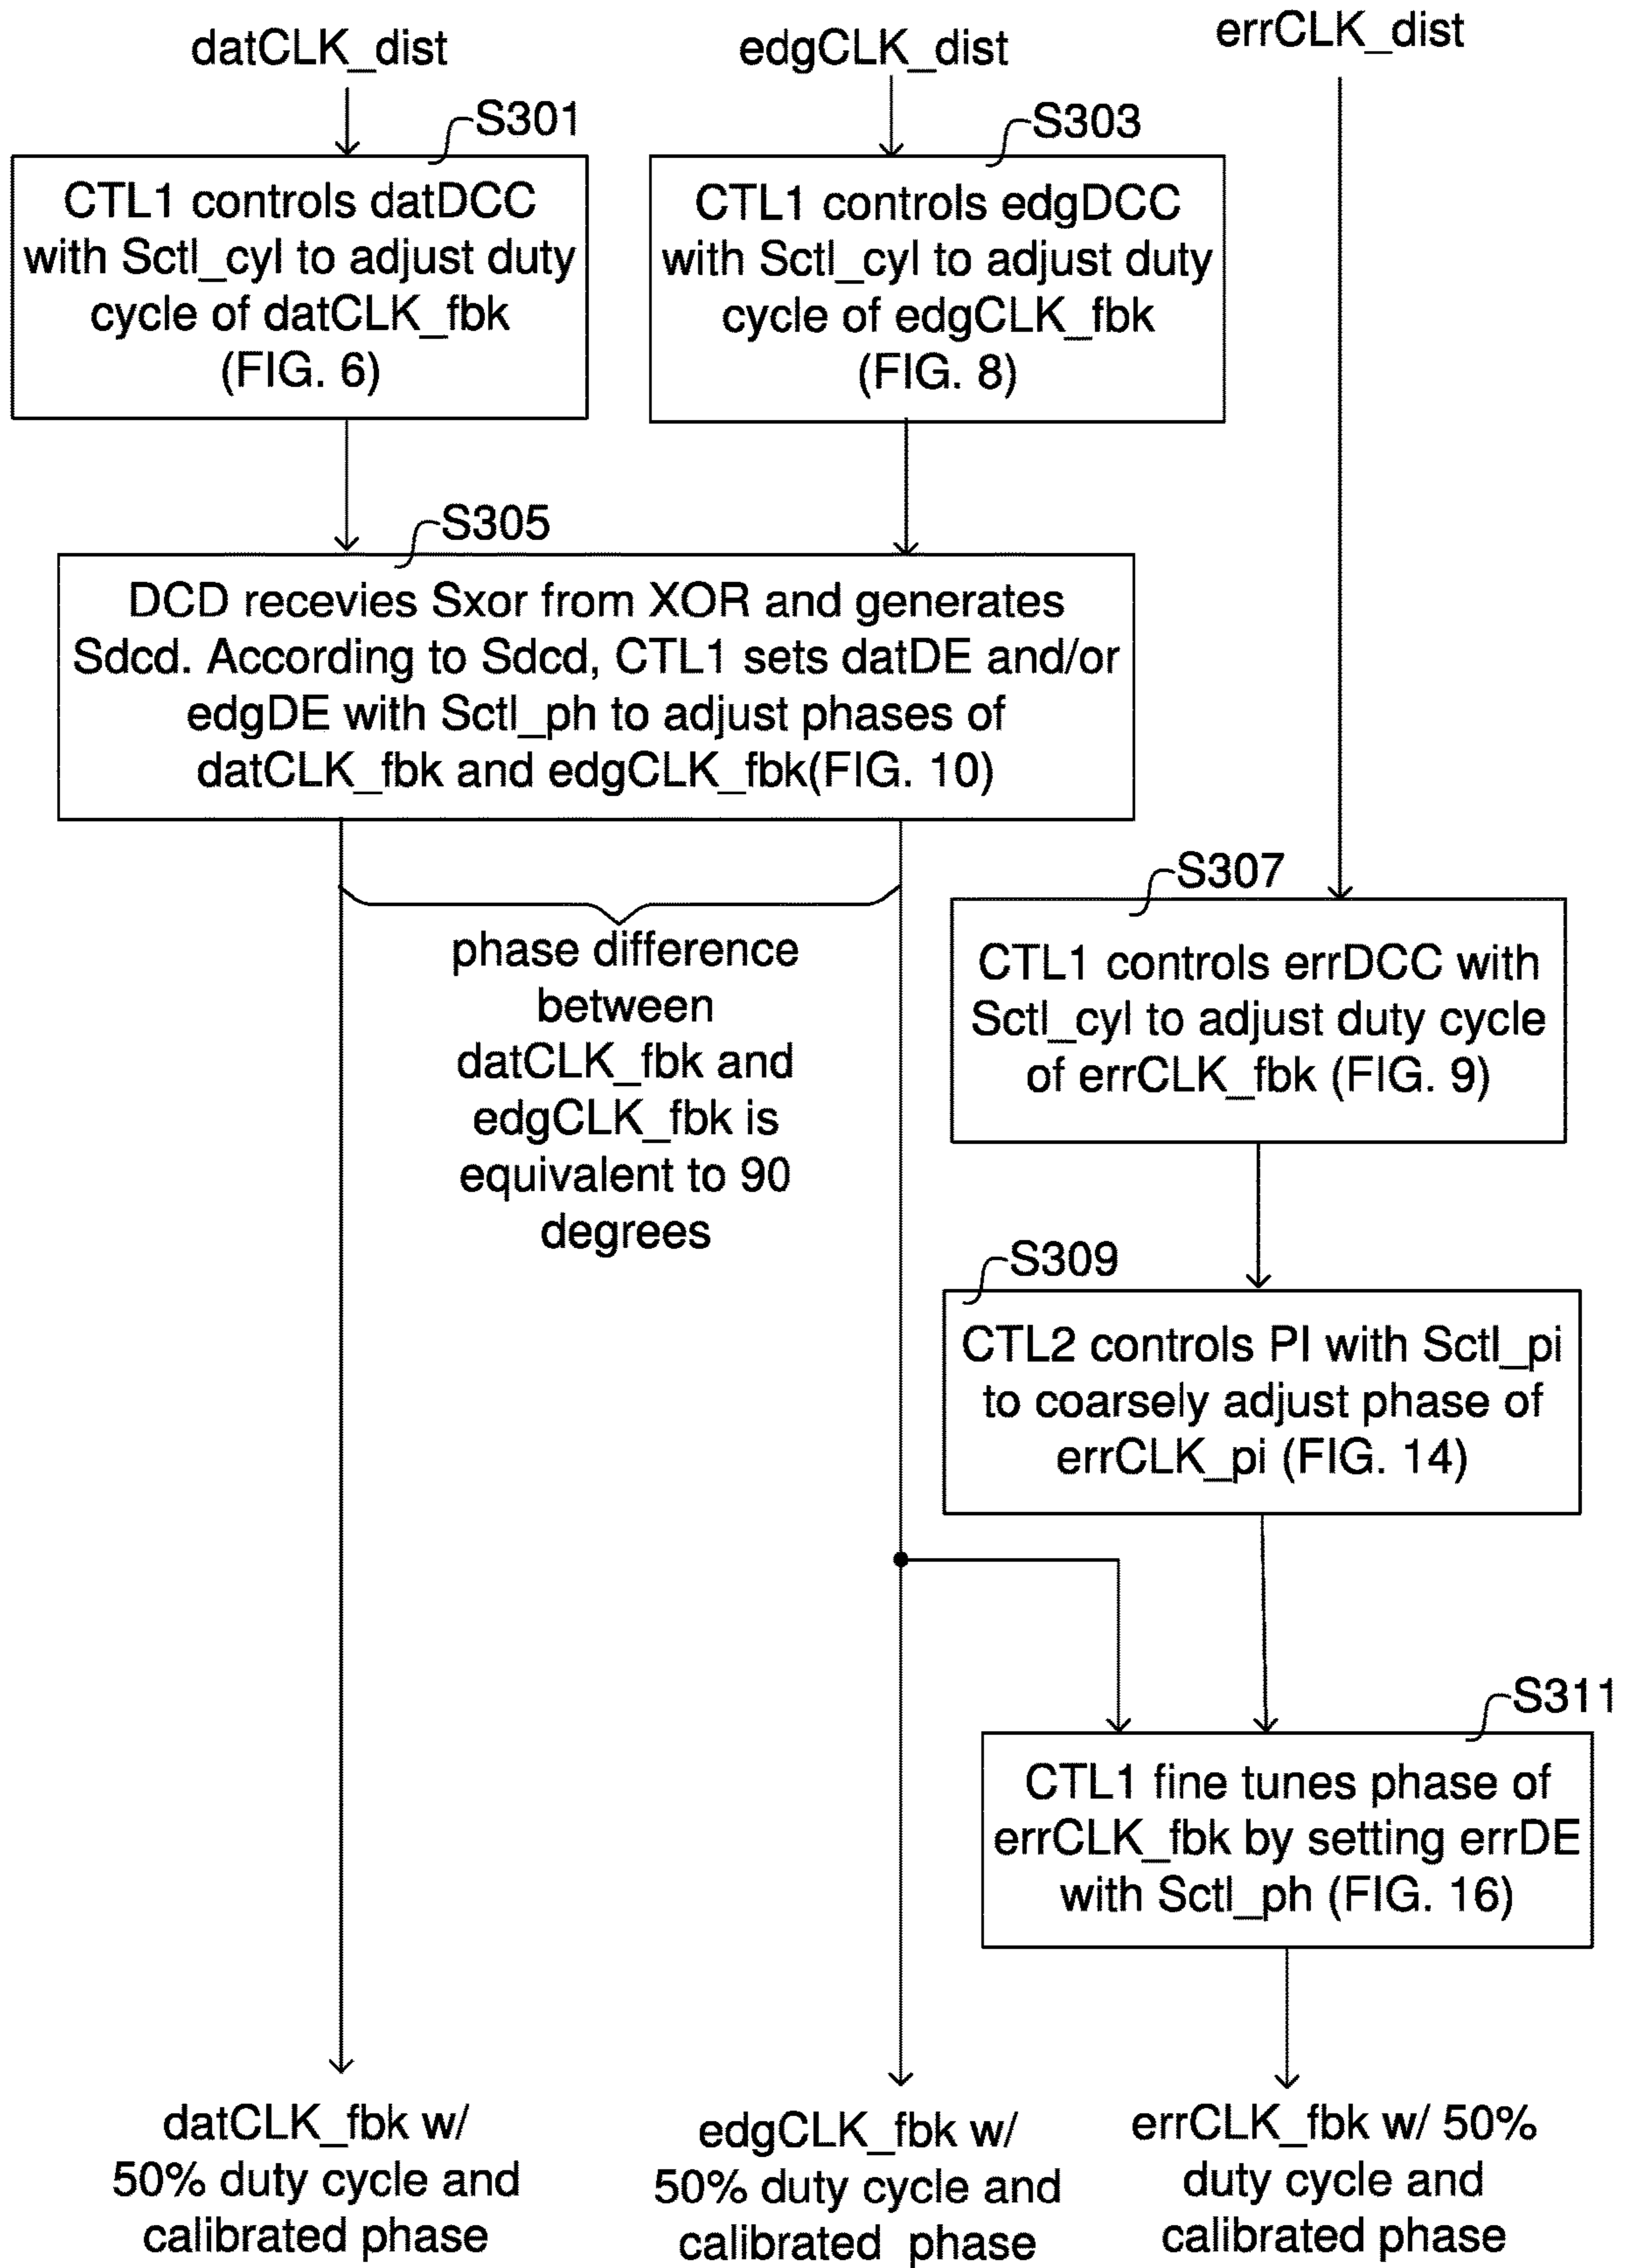 datCLK_dist
edgCLK_dist
errCLK_dist
S301
CTL1 controls datDCC
with Sctl_cyl to adjust duty
cycle of datCLK_fbk
(FIG. 6)
S303
CTL1 controls edgDCC
with Sctl_cyl to adjust duty
cycle of edgCLK_fbk
(FIG. 8)
S305
DCD recevies Sxor from XOR and generates
Sdcd. According to Sdcd, CTL1 sets datDE and/or
edgDE with Sctl_ph to adjust phases of
datCLK_fbk and edgCLK_fbk(FIG. 10)
phase difference
between
datCLK_fbk and
edgCLK_fbk is
equivalent to 90
degrees
S307
CTL1 controls errDCC with
Sctl_cyl to adjust duty cycle
of errCLK_fbk (FIG. 9)
S309
CTL2 controls PI with Sctl_pi
to coarsely adjust phase of
errCLK_pi (FIG. 14)
S311
CTL1 fine tunes phase of
errCLK_fbk by setting errDE
with Sctl_ph (FIG. 16)
datCLK_fbk w/
50% duty cycle and
calibrated phase
edgCLK_fbk w/
50% duty cycle and
calibrated phase
errCLK_fbk w/ 50%
duty cycle and
calibrated phase